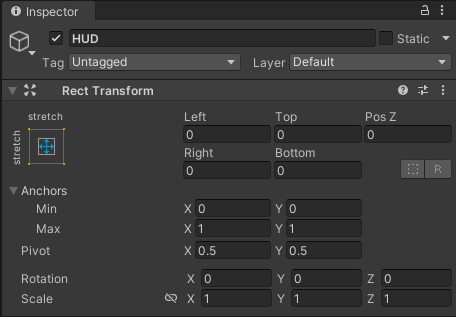 Inspector
HUD Static
Tag Untagged Layer Default
Rect Transform
stretch Left Top Pos Z
stretch 0 0 0
Right Bottom
0 0 R
Anchors
Min X 0 Y 0
Max X 1 Y 1
Pivot X 0.5 Y 0.5
Rotation X 0 Y 0 Z 0
Scale X 1 Y 1 Z 1